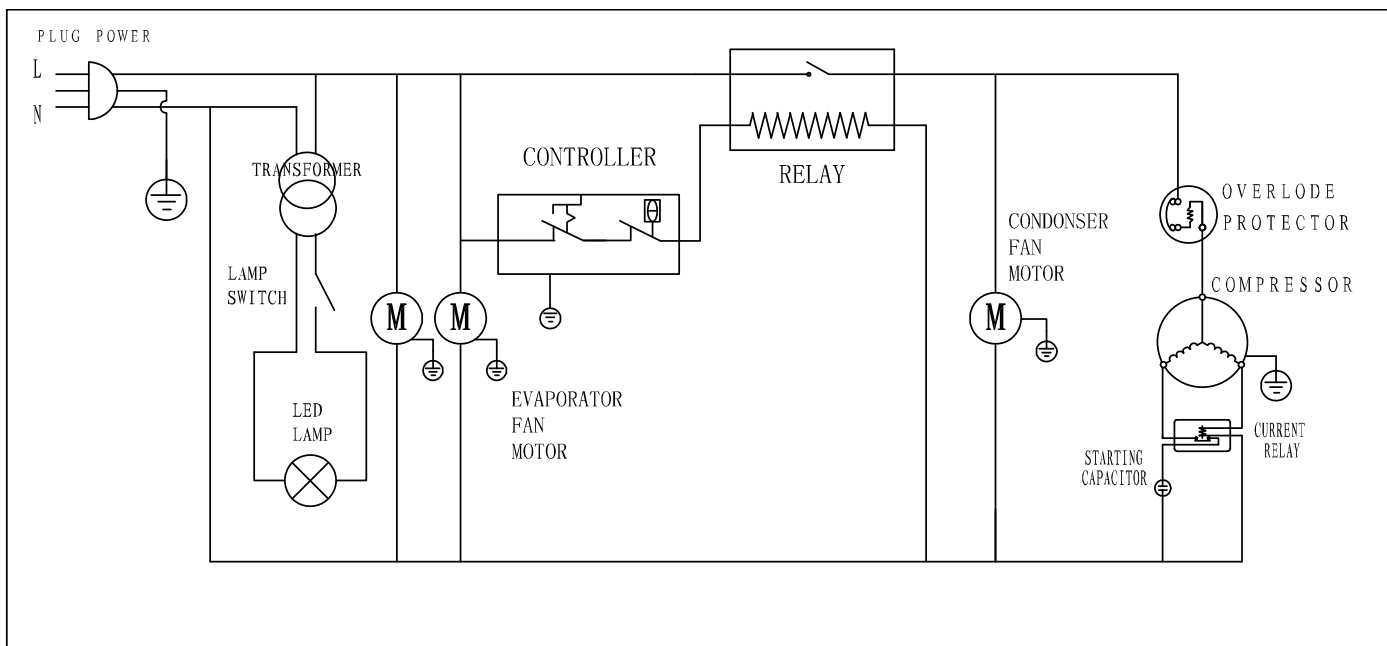 PLUG POWER
L
N
TRANSFORMER
LAMP
SWITCH
LED
LAMP
M
M
EVAPORATOR
FAN
MOTOR
CONTROLLER
RELAY
CONDONSER
FAN
MOTOR
M
OVERLODE
PROTECTOR
COMPRESSOR
CURRENT
RELAY
STARTING
CAPACITOR